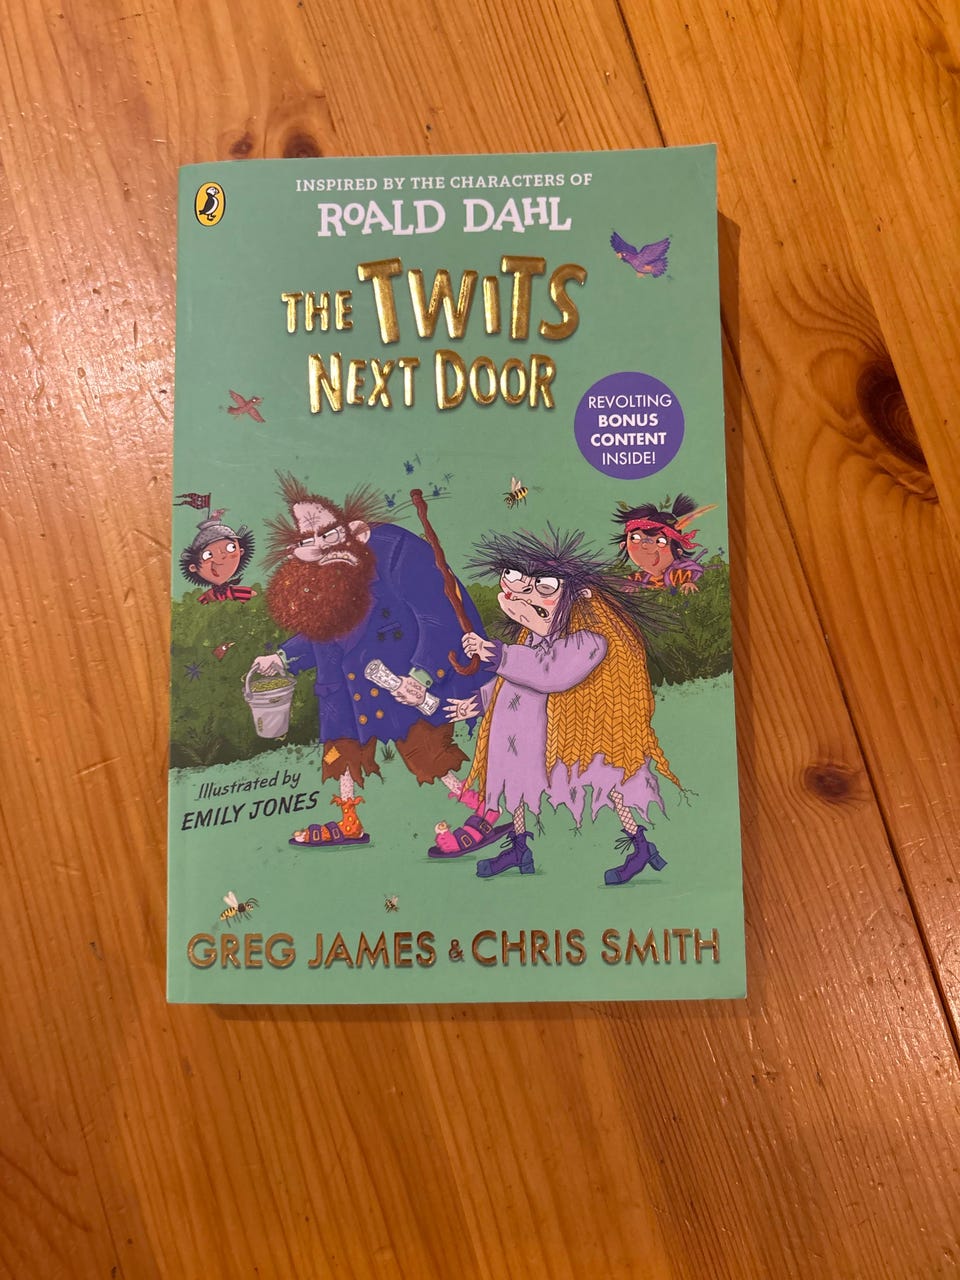 INSPIRED BY THE CHARACTERS OF
ROALD DAHL
THE TWITS
NEXT DOOR
REVOLTING
BONUS
CONTENT
INSIDE!
Illustrated by
EMILY JONES
GREG JAMES & CHRIS SMITH